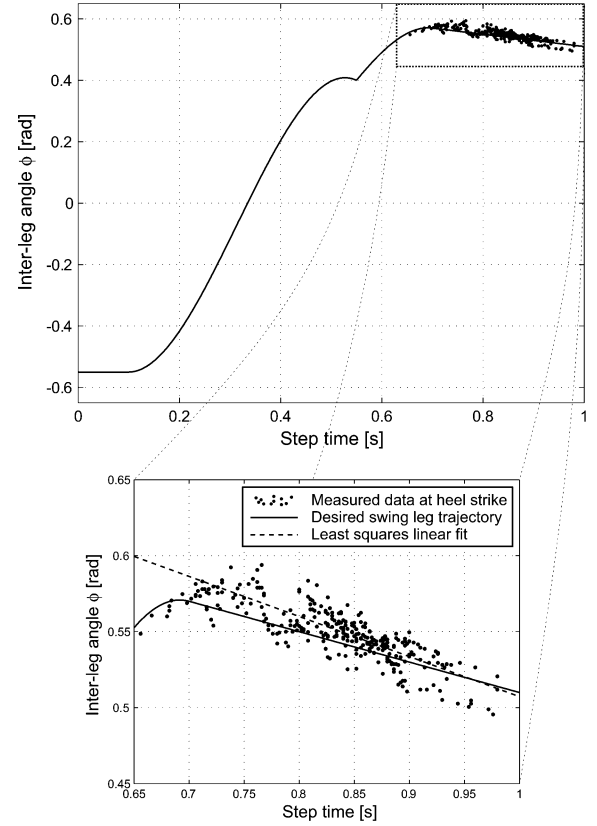 0.6
0.4
0.2
0
-0.2
-0.4
-0.6
Inter-leg angle ϕ [rad]
0 0.2 0.4 0.6 0.8 1
Step time [s]
0.65
0.6
0.55
0.5
0.45
Inter-leg angle ϕ [rad]
Measured data at heel strike
Desired swing leg trajectory
Least squares linear fit
0.65 0.7 0.75 0.8 0.85 0.9 0.95 1
Step time [s]